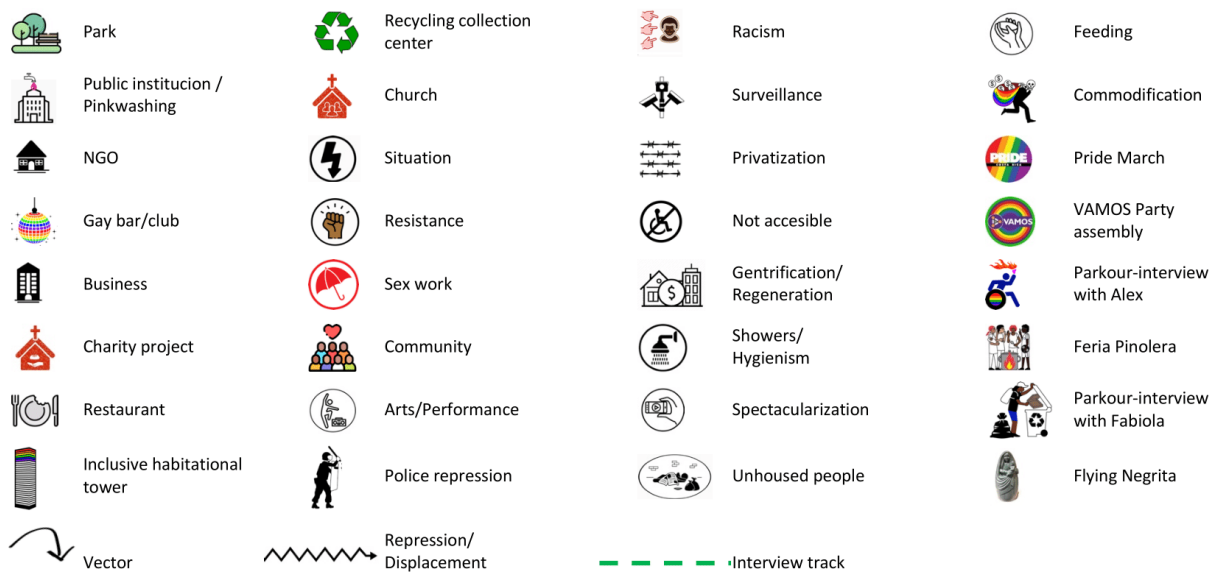 Park
Recycling collection
center
Racism
Feeding
Public institucion /
Pinkwashing
Church
Surveillance
Commodification
NGO
Situation
Privatization
PRIDE
COSTA RICA
Pride March
Gay bar/club
Resistance
Not accesible
VAMOS
VAMOS Party
assembly
Business
Sex work
$
Gentrification/
Regeneration
Parkour-interview
with Alex
Charity project
Community
Showers/
Hygienism
Feria Pinolera
Restaurant
Arts/Performance
Spectacularization
Parkour-interview
with Fabiola
Inclusive habitational
tower
Police repression
Unhoused people
Flying Negrita
Vector
Repression/
Displacement
Interview track